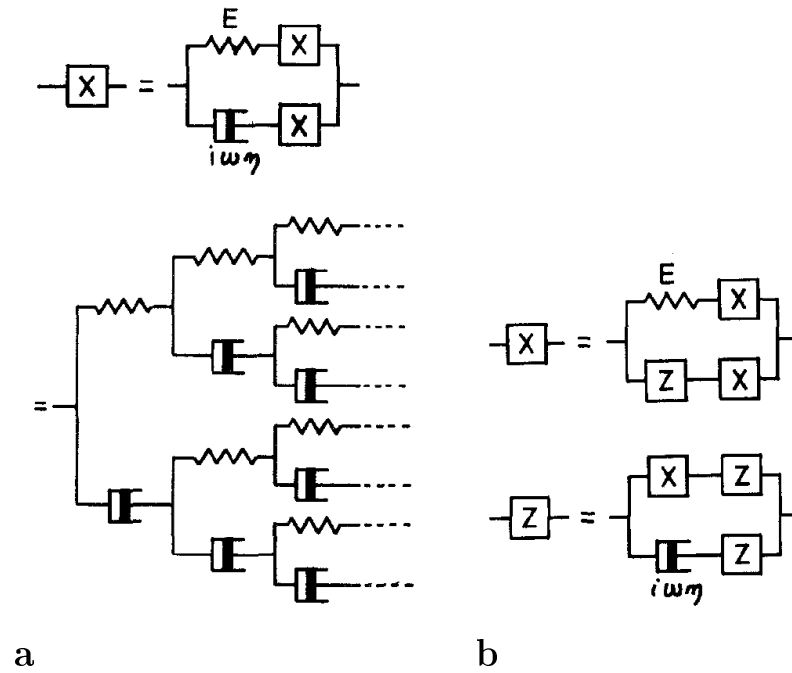 E
X = X
X
iωη
=
E
X = X
Z X
Z = X Z
Z
iωη
a b